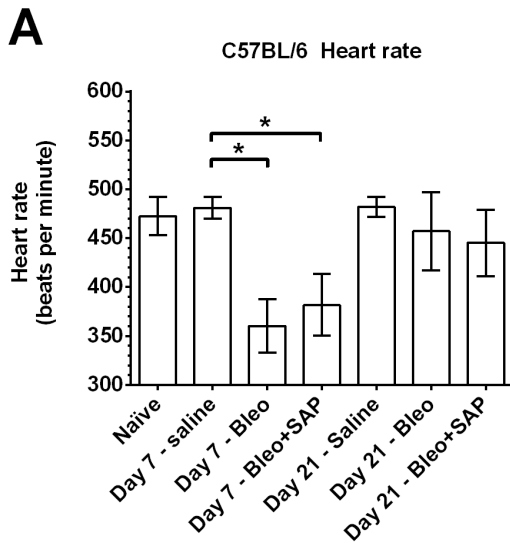 A
C57BL/6 Heart rate
Heart rate
(beats per minute)
600
550
500
450
400
350
300
*
*
Naïve
Day 7 - saline
Day 7 - Bleo
Day 7 - Bleo+SAP
Day 21 - Saline
Day 21 - Bleo
Day 21 - Bleo+SAP